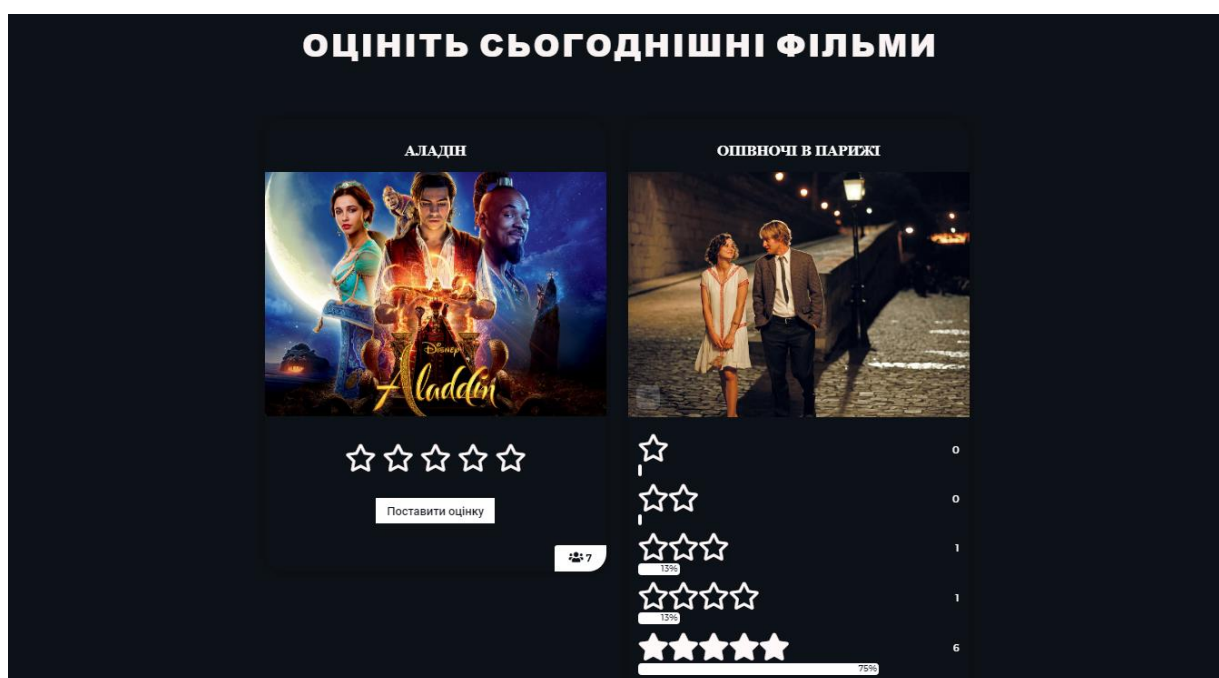 ОЦІНІТЬ СЬОГОДНІШНІ ФІЛЬМИ
АЛАДІН
Disney
Aladdin
Поставити оцінку
7
ОПІВНОЧІ В ПАРИЖІ
0
0
1
13%
1
13%
6
75%